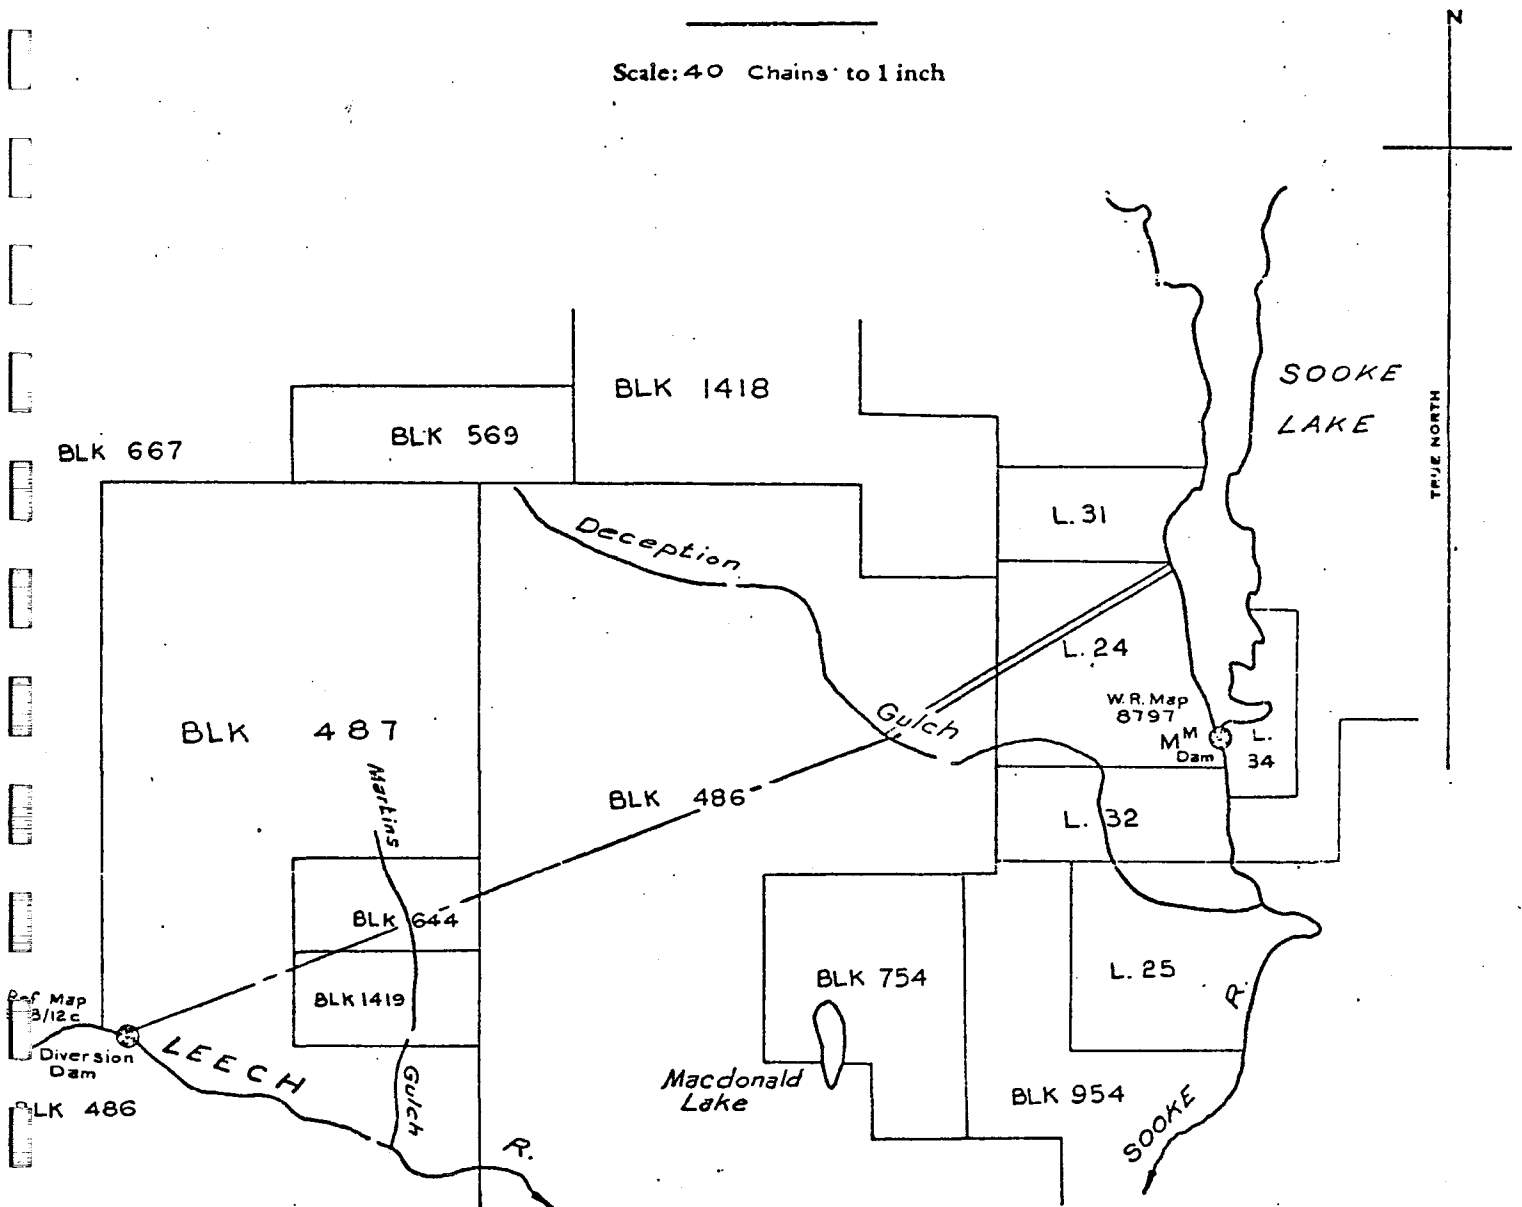 N
Scale: 40 Chains to 1 inch
SOOKE
LAKE
TRUE NORTH
BLK 1418
BLK 569
BLK 667
L. 31
Deception
L. 24
W. R. Map
8797
Gulch
BLK 487
M M
Dam
L.
34
Martins
BLK 486
L. 32
BLK 644
BLK 754
L. 25
BLK 1419
R.
Map
3/12c
Diversion
Dam
LEECH
Gulch
Macdonald
Lake
BLK 954
BLK 486
SOOKE
R.